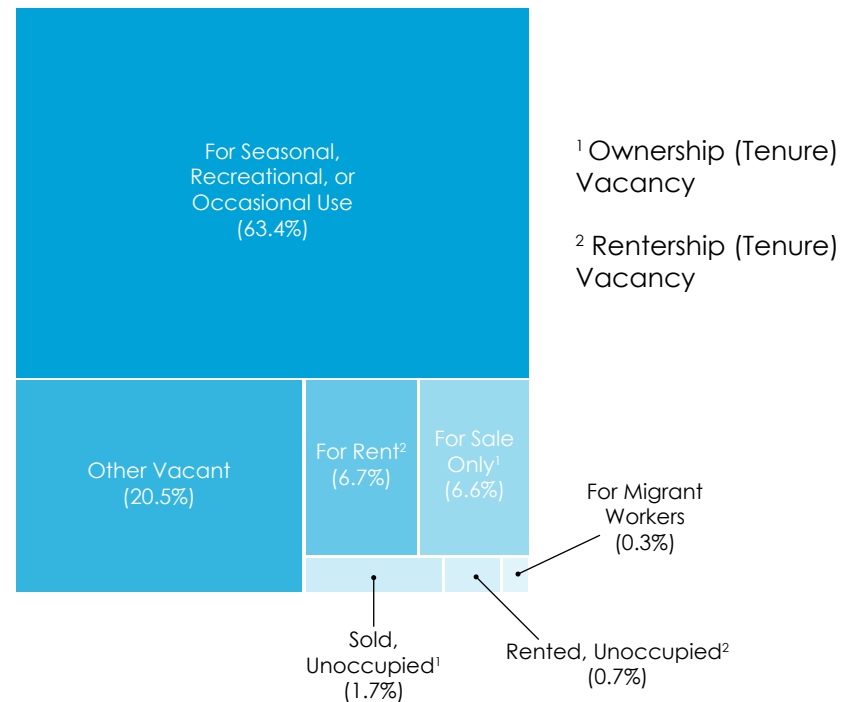 For Seasonal,
Recreational, or
Occasional Use
(63.4%)
¹ Ownership (Tenure)
Vacancy
² Rentership (Tenure)
Vacancy
Other Vacant
(20.5%)
For Rent²
(6.7%)
For Sale
Only¹
(6.6%)
For Migrant
Workers
(0.3%)
Sold,
Unoccupied¹
(1.7%)
Rented, Unoccupied²
(0.7%)